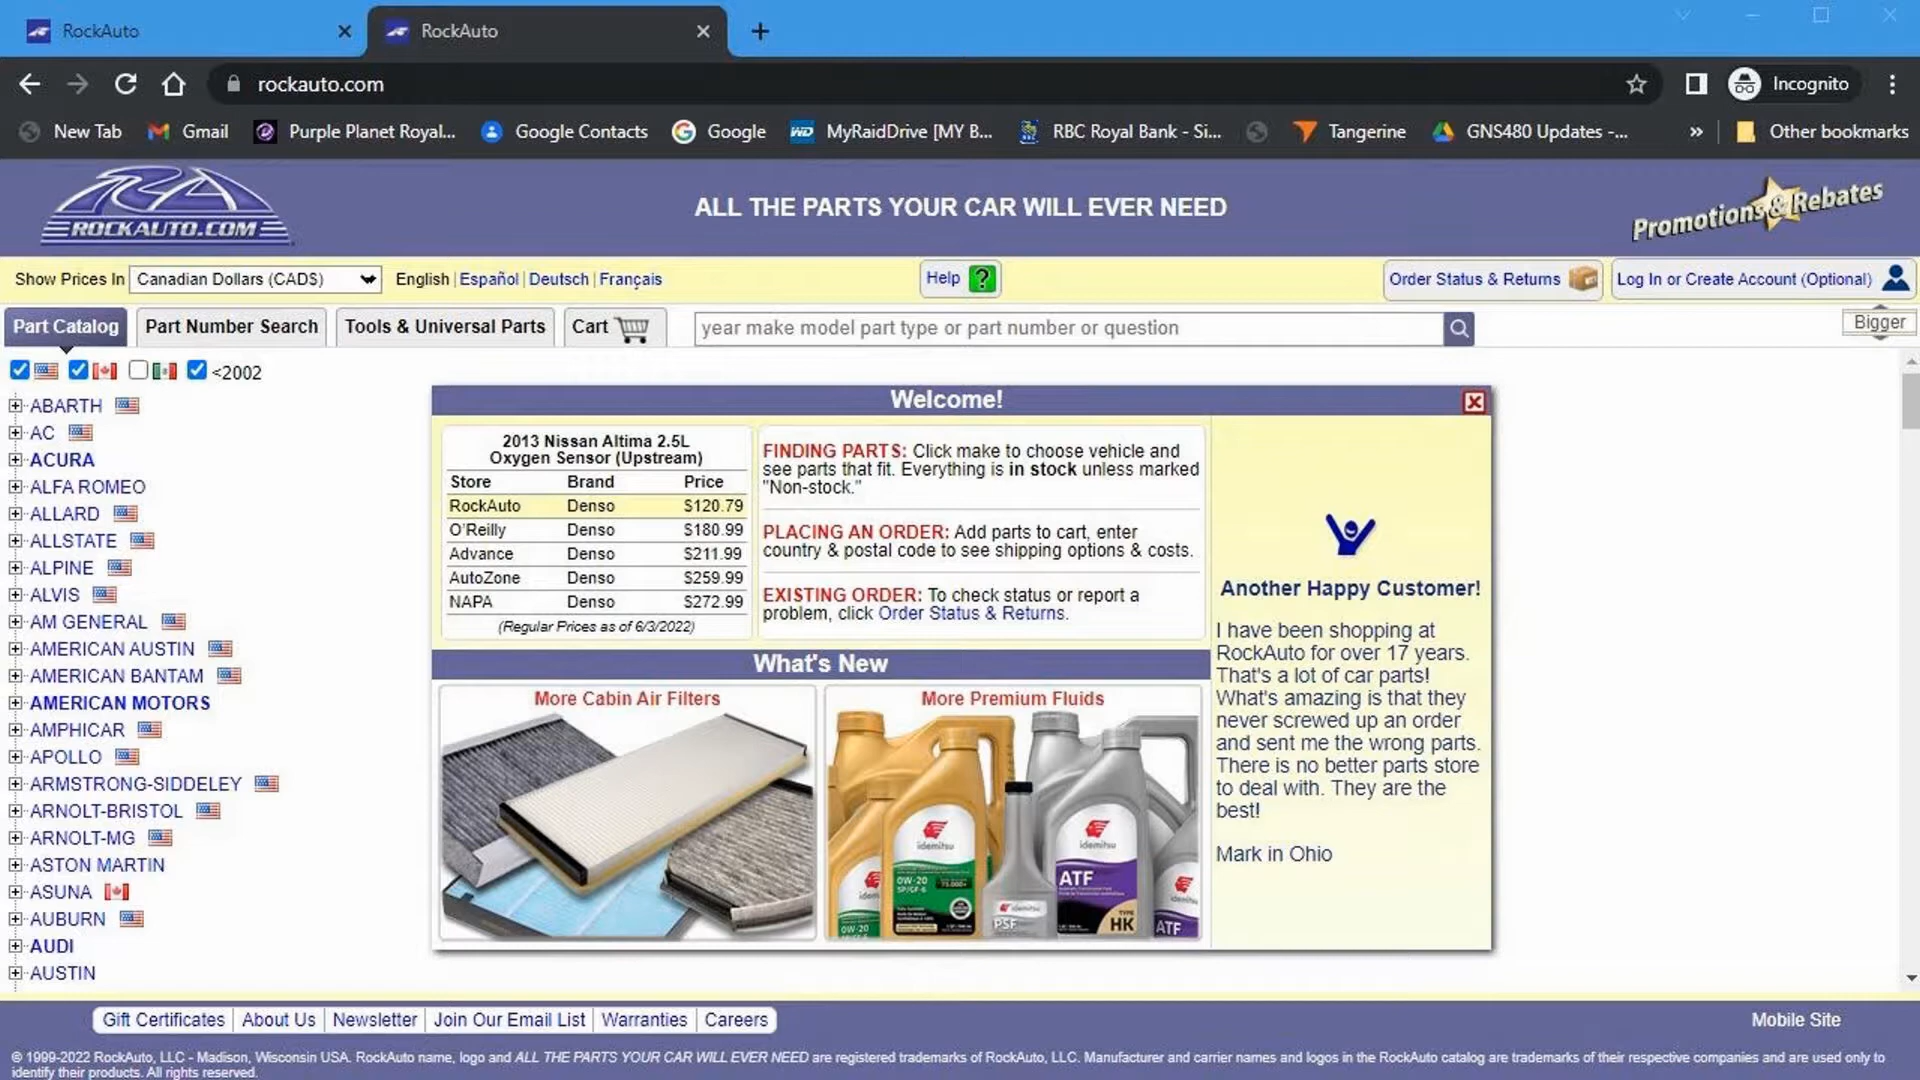 RockAuto
RockAuto
rockauto.com
Incognito
New Tab
Gmail
Purple Planet Royal...
Google Contacts
Google
WD
MyRaidDrive [MY B...
RBC Royal Bank - Si...
Tangerine
GNS480 Updates -...
»
Other bookmarks
ROCKAUTO.COM
ALL THE PARTS YOUR CAR WILL EVER NEED
Promotions & Rebates
Show Prices In
Canadian Dollars (CAD$)
English | Español | Deutsch | Français
Help ?
Order Status & Returns
Log In or Create Account (Optional)
Part Catalog
Part Number Search
Tools & Universal Parts
Cart
year make model part type or part number or question
Bigger
<2002
ABARTH
AC
ACURA
ALFA ROMEO
ALLARD
ALLSTATE
ALPINE
ALVIS
AM GENERAL
AMERICAN AUSTIN
AMERICAN BANTAM
AMERICAN MOTORS
AMPHICAR
APOLLO
ARMSTRONG-SIDDELEY
ARNOLT-BRISTOL
ARNOLT-MG
ASTON MARTIN
ASUNA
AUBURN
AUDI
AUSTIN
Welcome!
2013 Nissan Altima 2.5L
Oxygen Sensor (Upstream)
Store Brand Price
RockAuto Denso $120.79
O'Reilly Denso $180.99
Advance Denso $211.99
AutoZone Denso $259.99
NAPA Denso $272.99
(Regular Prices as of 6/3/2022)
FINDING PARTS: Click make to choose vehicle and
see parts that fit. Everything is in stock unless marked
"Non-stock."
PLACING AN ORDER: Add parts to cart, enter
country & postal code to see shipping options & costs.
EXISTING ORDER: To check status or report a
problem, click Order Status & Returns.
What's New
More Cabin Air Filters
More Premium Fluids
idemitsu
0W-20
SP/GF-6
0W-20
idemitsu
PSF
idemitsu
ATF
TYPE
HK
ATF
Another Happy Customer!
I have been shopping at
RockAuto for over 17 years.
That's a lot of car parts!
What's amazing is that they
never screwed up an order
and sent me the wrong parts.
There is no better parts store
to deal with. They are the
best!
Mark in Ohio
Gift Certificates | About Us | Newsletter | Join Our Email List | Warranties | Careers
Mobile Site
© 1999-2022 RockAuto, LLC - Madison, Wisconsin USA. RockAuto name, logo and ALL THE PARTS YOUR CAR WILL EVER NEED are registered trademarks of RockAuto, LLC. Manufacturer and carrier names and logos in the RockAuto catalog are trademarks of their respective companies and are used only to
identify their products. All rights reserved.